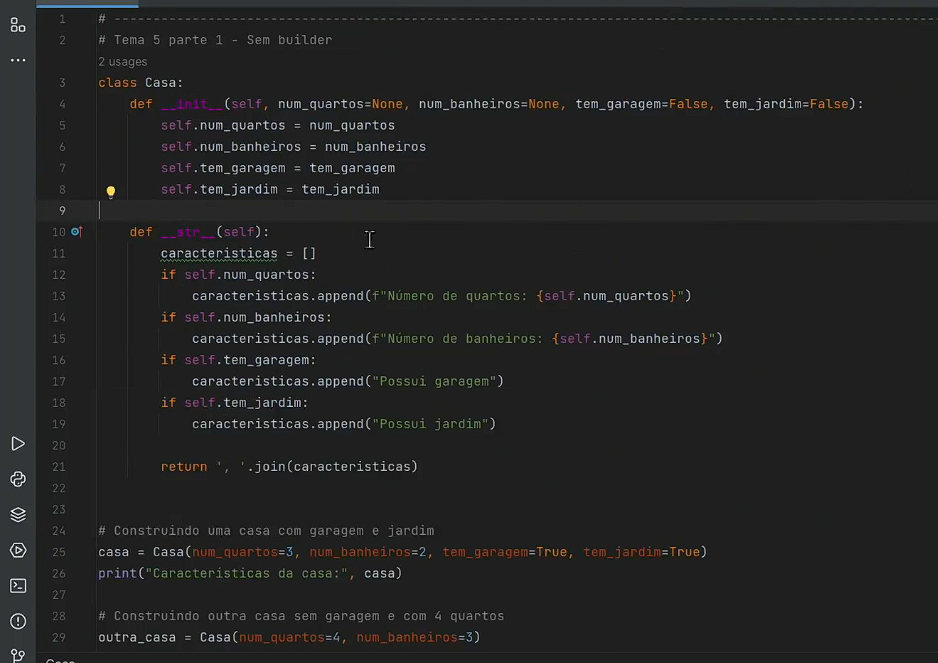 1 # ------------------------------------------------------------------------------------------------------------
2 # Tema 5 parte 1 - Sem builder
2 usages
3 class Casa:
4     def __init__(self, num_quartos=None, num_banheiros=None, tem_garagem=False, tem_jardim=False):
5         self.num_quartos = num_quartos
6         self.num_banheiros = num_banheiros
7         self.tem_garagem = tem_garagem
8         self.tem_jardim = tem_jardim
9
10     def __str__(self):
11         caracteristicas = []
12         if self.num_quartos:
13             caracteristicas.append(f"Número de quartos: {self.num_quartos}")
14         if self.num_banheiros:
15             caracteristicas.append(f"Número de banheiros: {self.num_banheiros}")
16         if self.tem_garagem:
17             caracteristicas.append("Possui garagem")
18         if self.tem_jardim:
19             caracteristicas.append("Possui jardim")
20
21         return ', '.join(caracteristicas)
22
23
24 # Construindo uma casa com garagem e jardim
25 casa = Casa(num_quartos=3, num_banheiros=2, tem_garagem=True, tem_jardim=True)
26 print("Caracteristicas da casa:", casa)
27
28 # Construindo outra casa sem garagem e com 4 quartos
29 outra_casa = Casa(num_quartos=4, num_banheiros=3)